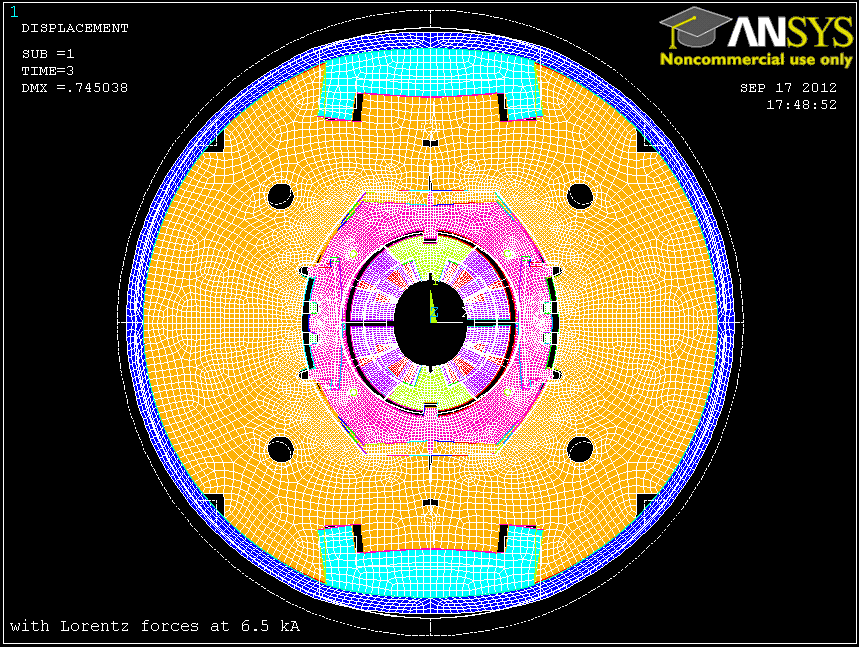 1
DISPLACEMENT
SUB =1
TIME=3
DMX =.745038
ANSYS
Noncommercial use only
SEP 17 2012
17:48:52
with Lorentz forces at 6.5 kA